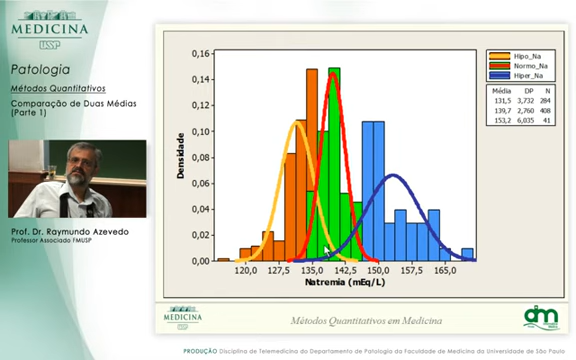 MEDICINA
USP
Patologia
Métodos Quantitativos
Comparação de Duas Médias
(Parte 1)
Prof. Dr. Raymundo Azevedo
Professor Associado FMUSP
0,16
0,14
0,12
0,10
0,08
0,06
0,04
0,02
0,00
Densidade
120,0 127,5 135,0 142,5 150,0 157,5 165,0
Natremia (mEq/L)
Hipo_Na
Normo_Na
Hiper_Na
Média DP N
131,5 3,732 284
139,7 2,760 408
153,2 6,035 41
MEDICINA
Métodos Quantitativos em Medicina
dim
PRODUÇÃO Disciplina de Telemedicina do Departamento de Patologia da Faculdade de Medicina da Universidade de São Paulo